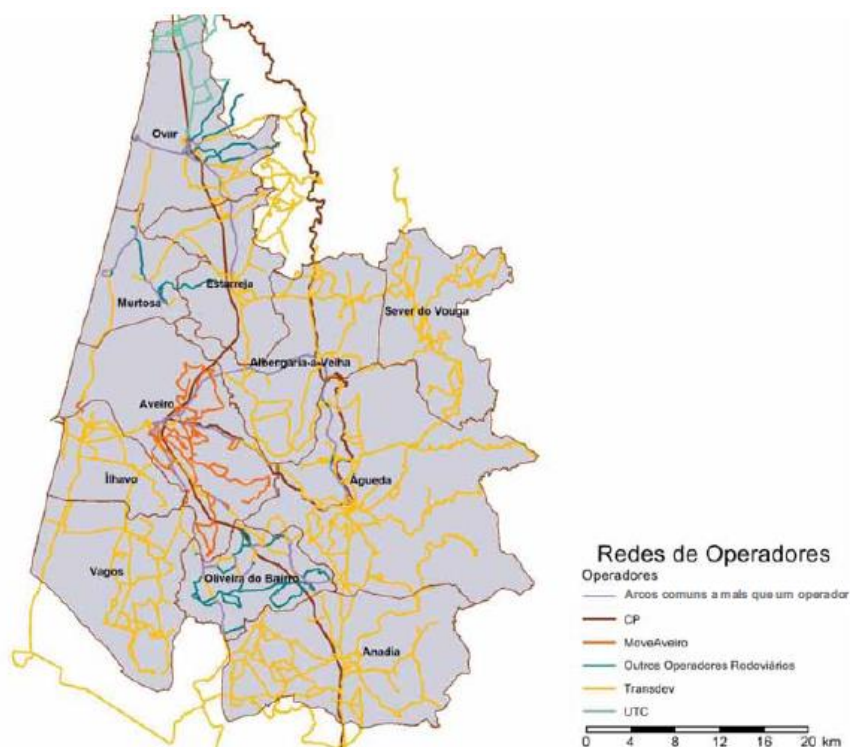 Ovar
Estarreja
Murtosa
Sever do Vouga
Albergaria-a-Velha
Aveiro
Ílhavo
Águeda
Vagos
Oliveira do Bairro
Anadia
Redes de Operadores
Operadores
Arcos comuns a mais que um operador
CP
MoveAveiro
Outros Operadores Rodoviários
Transdev
UTC
0 4 8 12 16 20 km